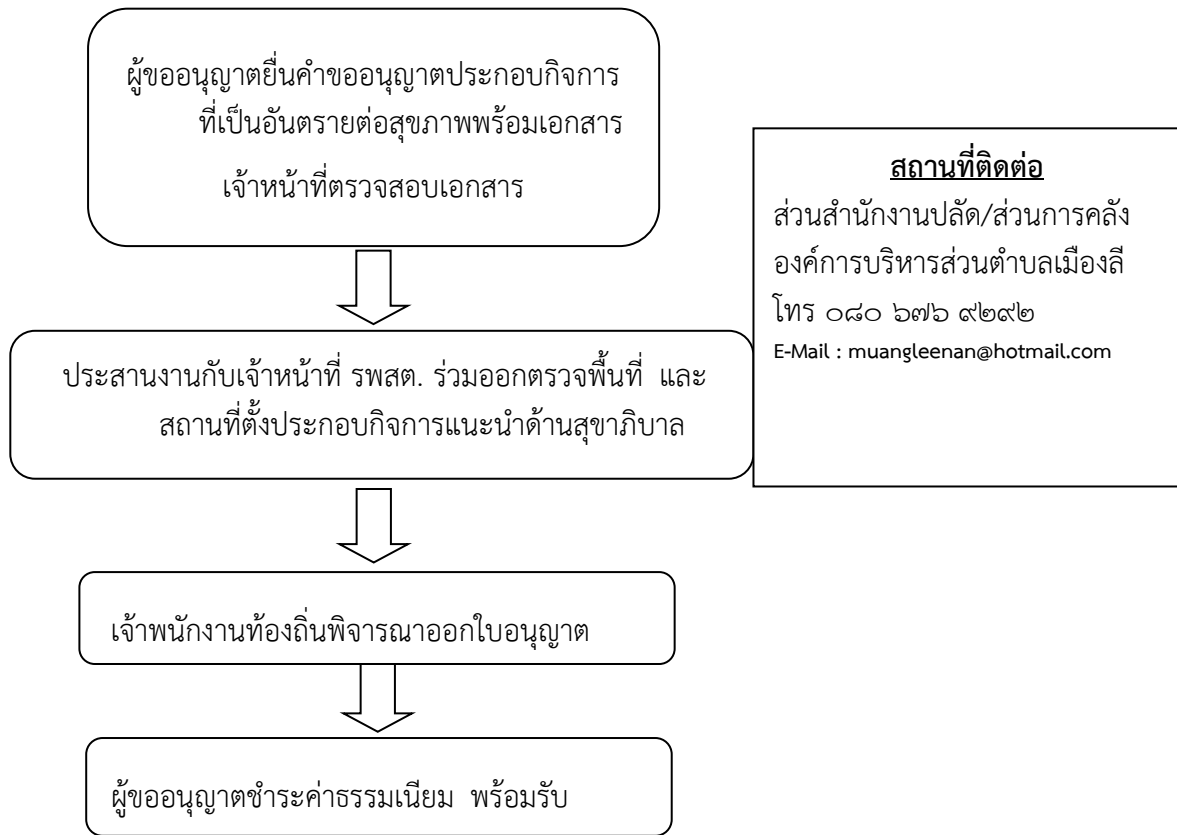 ผู้ขออนุญาตยื่นคำขออนุญาตประกอบกิจการ
ที่เป็นอันตรายต่อสุขภาพพร้อมเอกสาร
เจ้าหน้าที่ตรวจสอบเอกสาร
สถานที่ติดต่อ
ส่วนสำนักงานปลัด/ส่วนการคลัง
องค์การบริหารส่วนตำบลเมืองลี
โทร ๐๘๐ ๖๗๖ ๙๒๙๒
E-Mail : muangleenan@hotmail.com
ประสานงานกับเจ้าหน้าที่ รพสต. ร่วมออกตรวจพื้นที่ และ
สถานที่ตั้งประกอบกิจการแนะนำด้านสุขาภิบาล
เจ้าพนักงานท้องถิ่นพิจารณาออกใบอนุญาต
ผู้ขออนุญาตชำระค่าธรรมเนียม พร้อมรับ